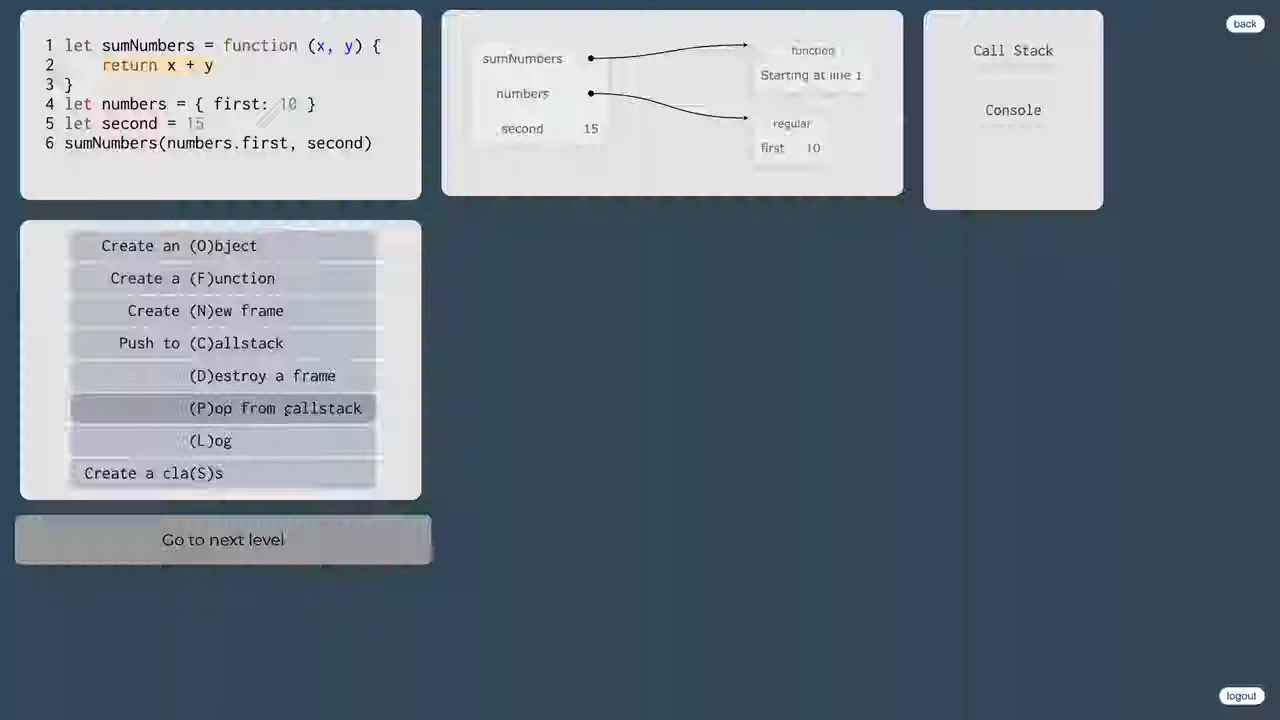 1 let sumNumbers = function (x, y) {
2     return x + y
3 }
4 let numbers = { first: 10 }
5 let second = 15
6 sumNumbers(numbers.first, second)
sumNumbers
numbers
second 15
function
Starting at line 1
regular
first 10
Call Stack
Console
back
Create an (O)bject
Create a (F)unction
Create (N)ew frame
Push to (C)allstack
(D)estroy a frame
(P)op from callstack
(L)og
Create a cla(S)s
Go to next level
logout